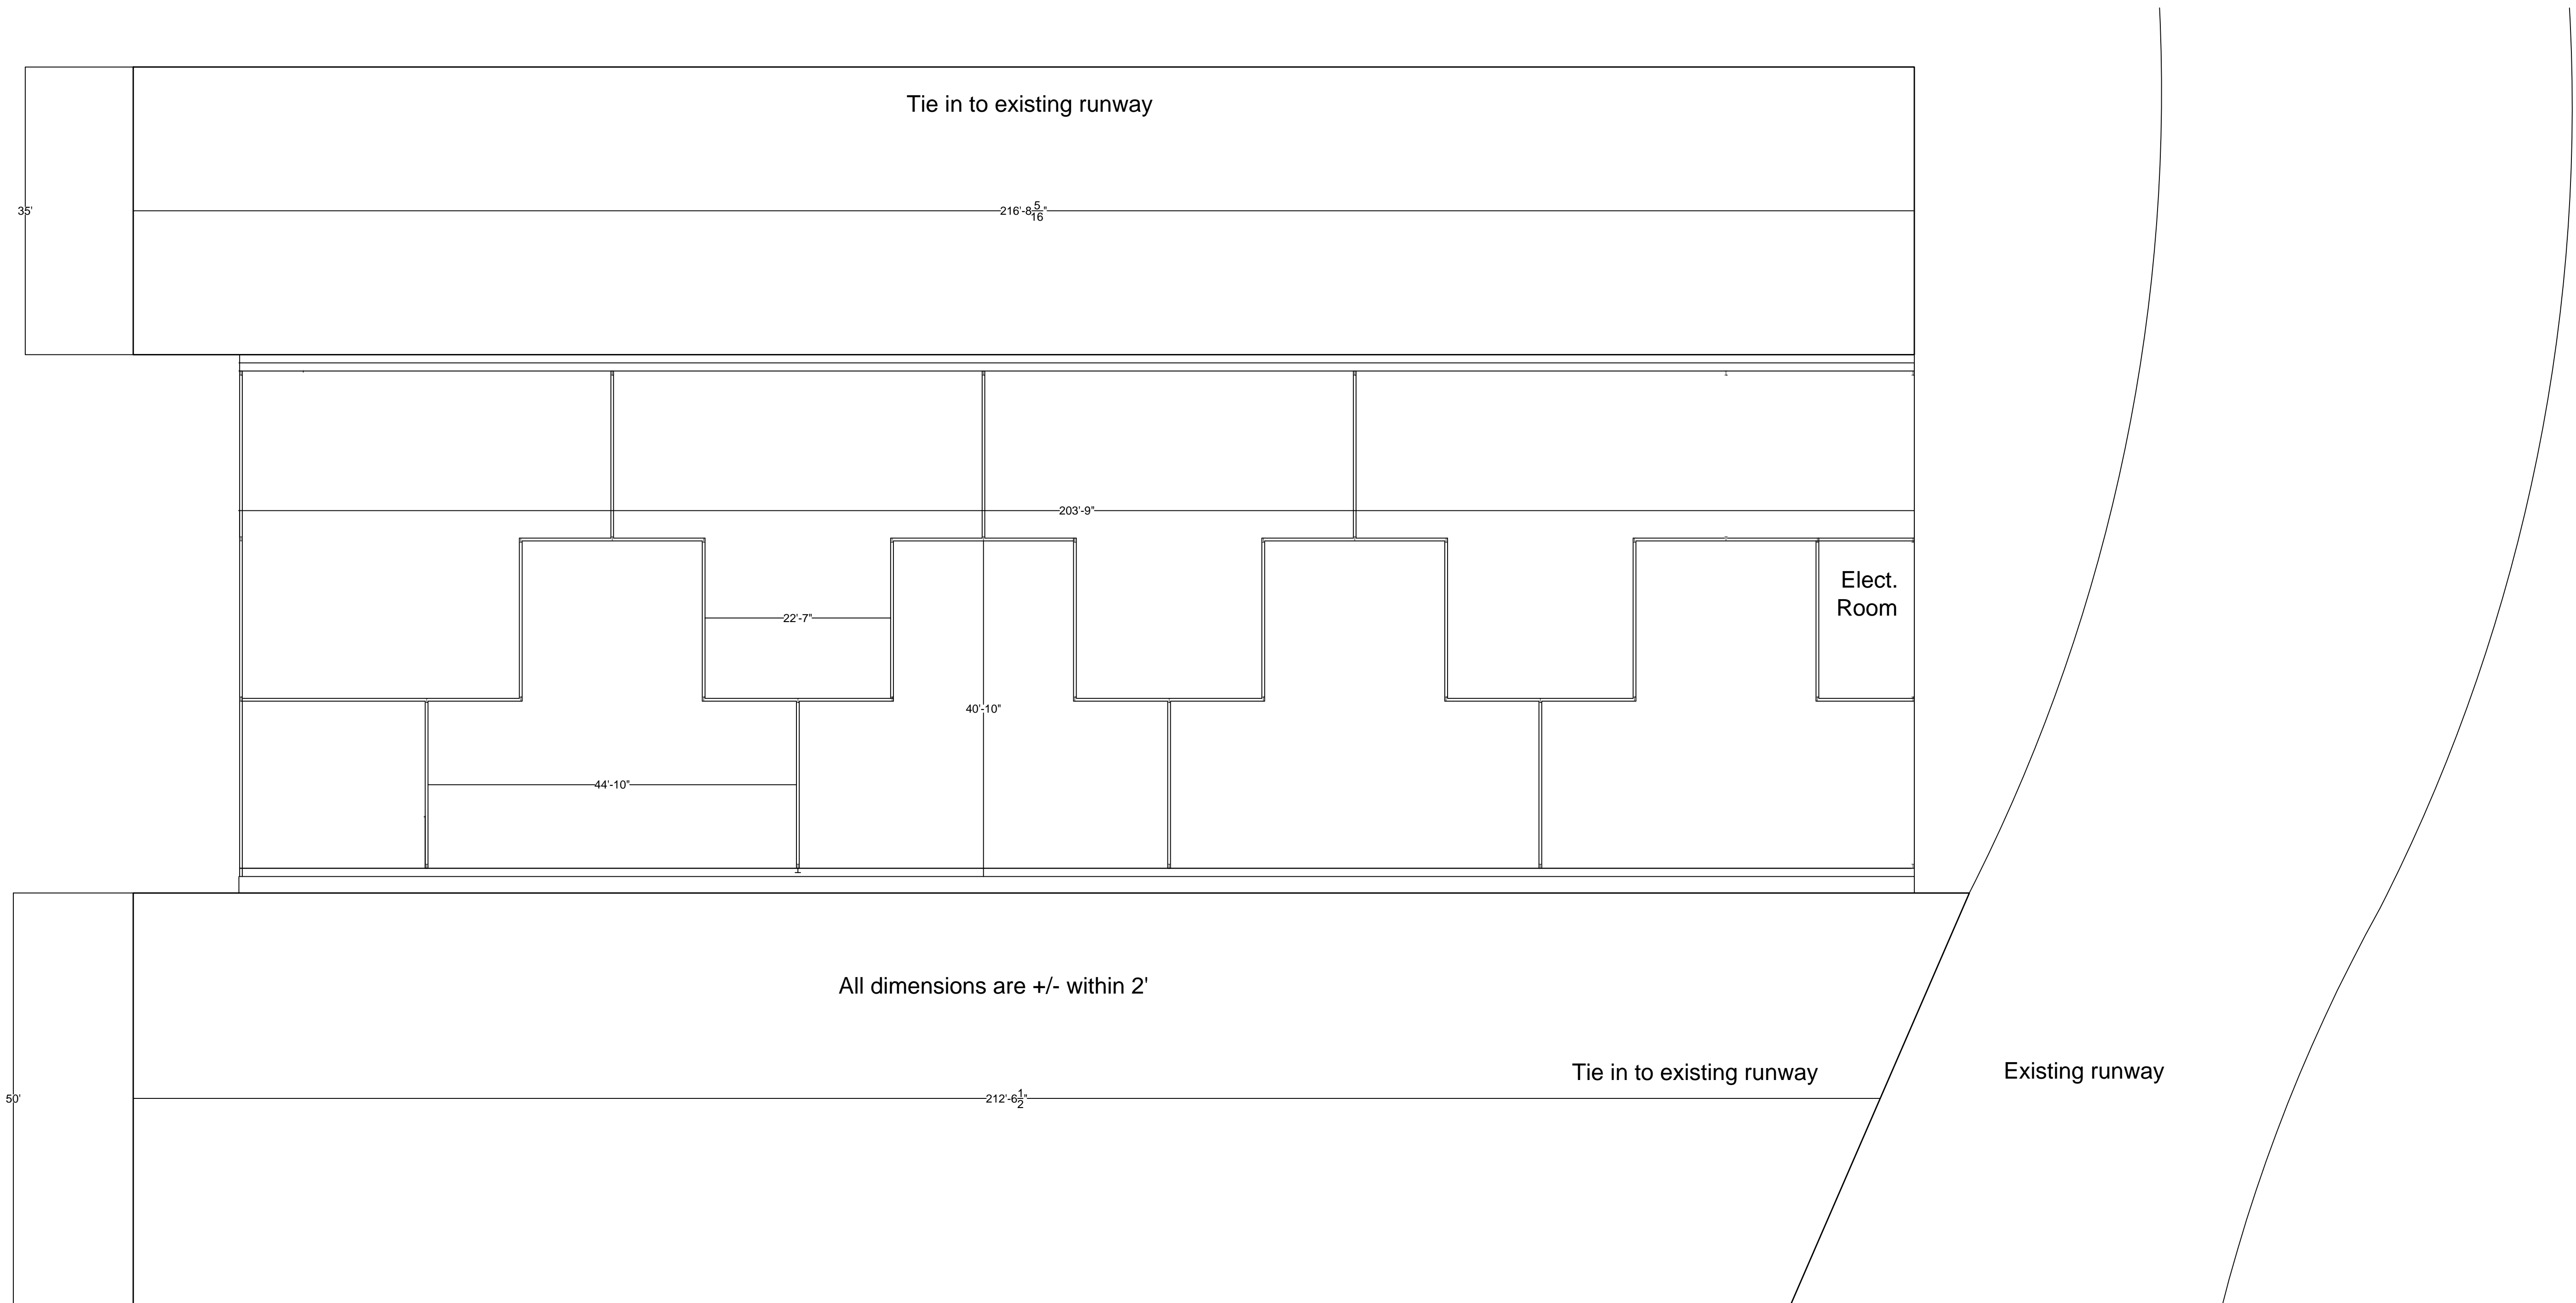 Tie in to existing runway
35'
216'-8 5/16"
203'-9"
Elect.
Room
22'-7"
40'-10"
44'-10"
All dimensions are +/- within 2'
Tie in to existing runway
Existing runway
50'
212'-6 1/2"